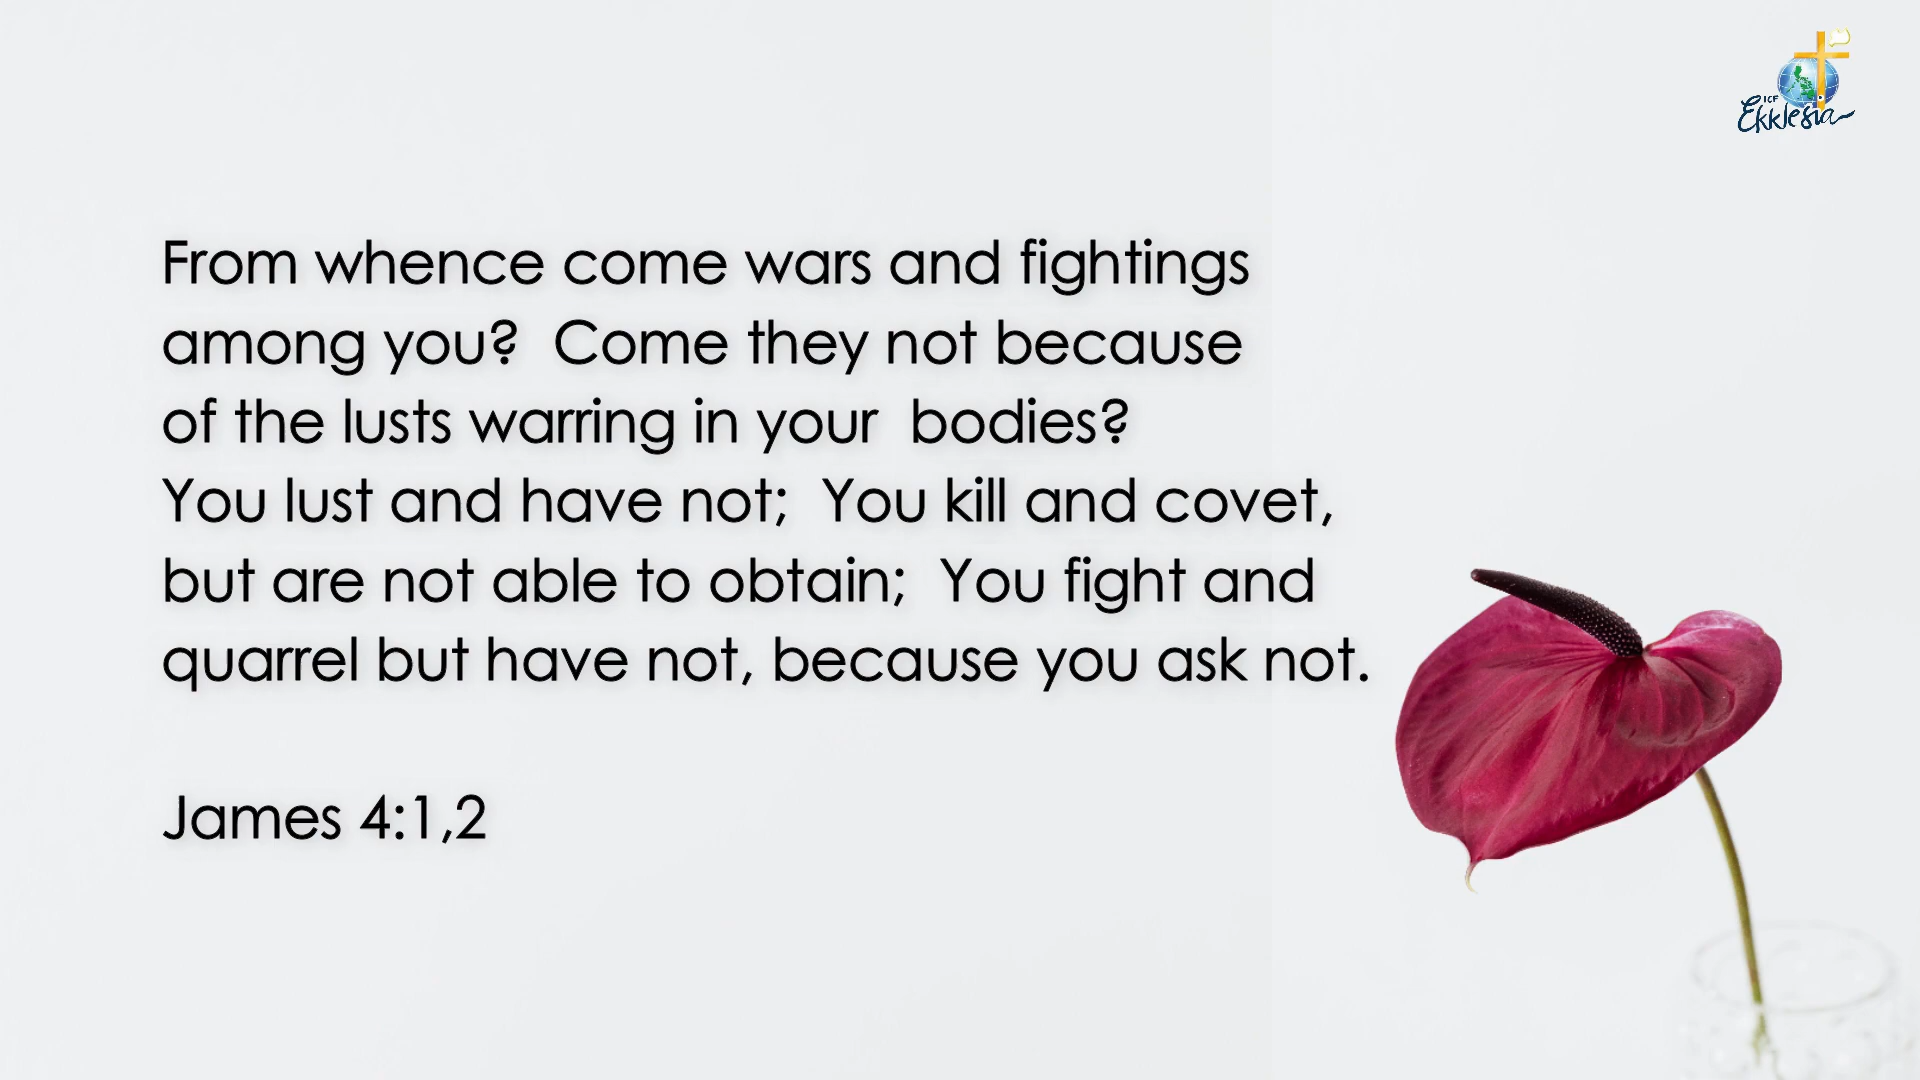 ICF
Ekklesia
From whence come wars and fightings
among you?  Come they not because
of the lusts warring in your  bodies?
You lust and have not;  You kill and covet,
but are not able to obtain;  You fight and
quarrel but have not, because you ask not.
James 4:1,2